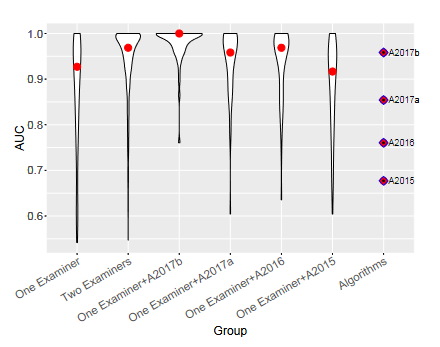 AUC
1.0
0.9
0.8
0.7
0.6
A2017b
A2017a
A2016
A2015
One Examiner
Two Examiners
One Examiner+A2017b
One Examiner+A2017a
One Examiner+A2016
One Examiner+A2015
Algorithms
Group